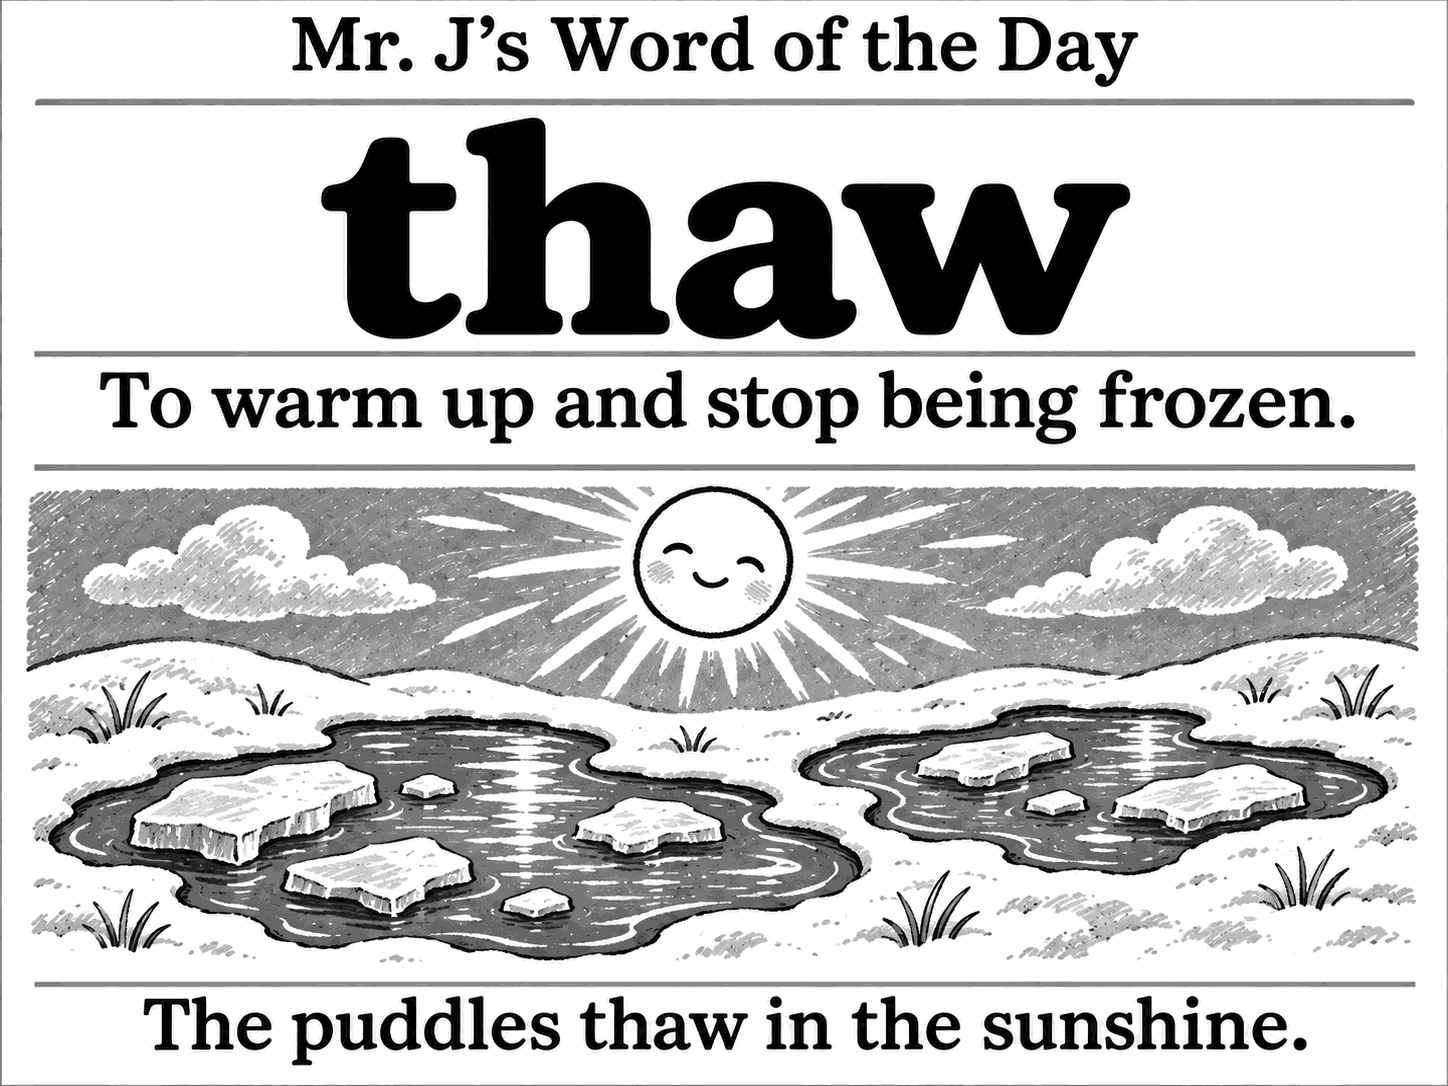 Mr. J’s Word of the Day
thaw
To warm up and stop being frozen.
The puddles thaw in the sunshine.